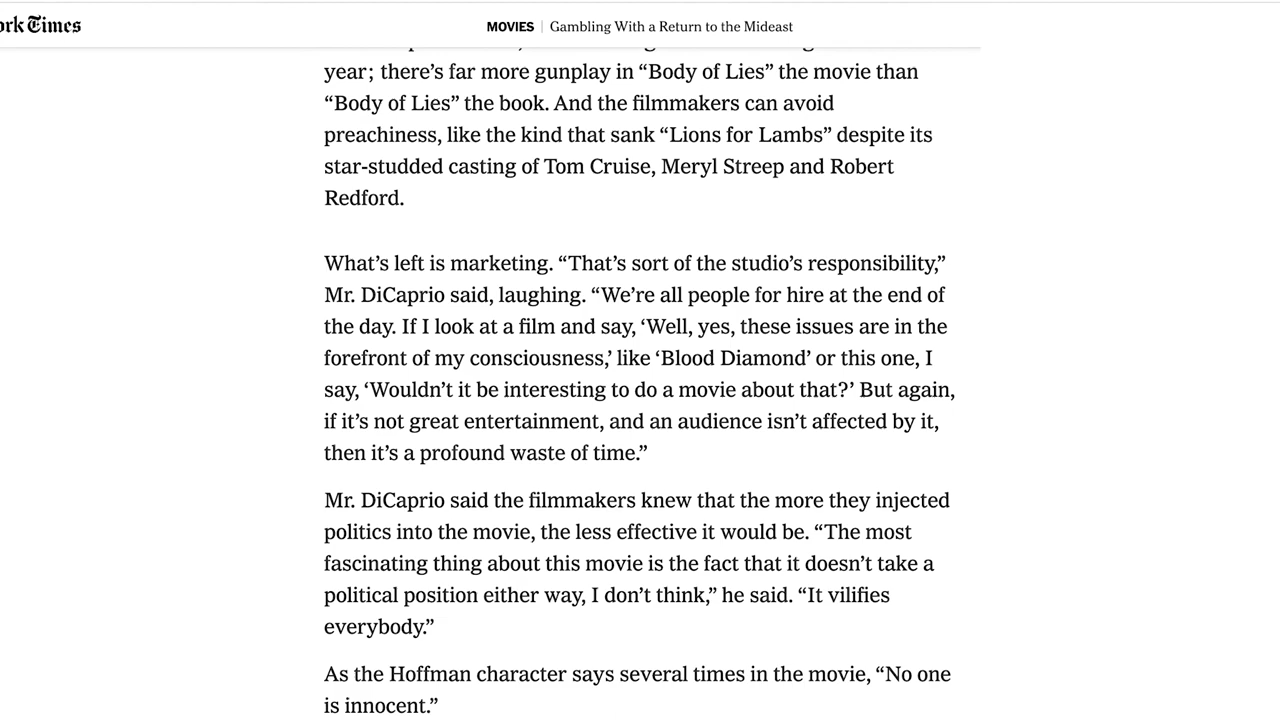 ork Times
MOVIES | Gambling With a Return to the Mideast
year; there’s far more gunplay in “Body of Lies” the movie than
“Body of Lies” the book. And the filmmakers can avoid
preachiness, like the kind that sank “Lions for Lambs” despite its
star-studded casting of Tom Cruise, Meryl Streep and Robert
Redford.
What’s left is marketing. “That’s sort of the studio’s responsibility,”
Mr. DiCaprio said, laughing. “We’re all people for hire at the end of
the day. If I look at a film and say, ‘Well, yes, these issues are in the
forefront of my consciousness,’ like ‘Blood Diamond’ or this one, I
say, ‘Wouldn’t it be interesting to do a movie about that?’ But again,
if it’s not great entertainment, and an audience isn’t affected by it,
then it’s a profound waste of time.”
Mr. DiCaprio said the filmmakers knew that the more they injected
politics into the movie, the less effective it would be. “The most
fascinating thing about this movie is the fact that it doesn’t take a
political position either way, I don’t think,” he said. “It vilifies
everybody.”
As the Hoffman character says several times in the movie, “No one
is innocent.”